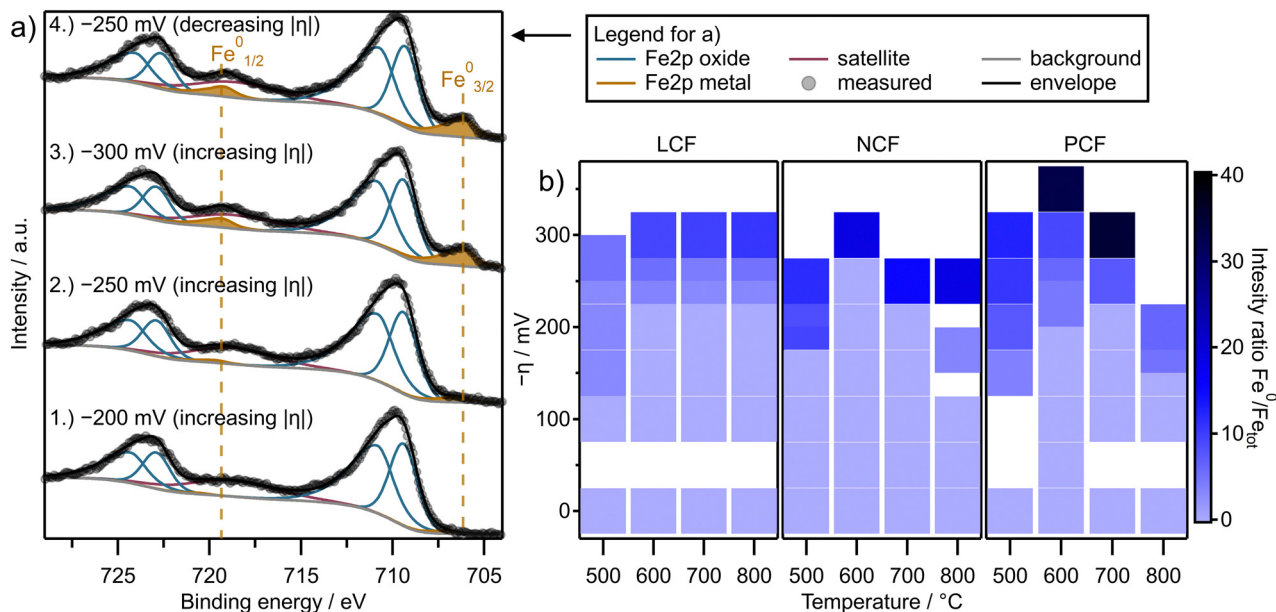 a)
4.) −250 mV (decreasing |η|)
Fe⁰1/2
Fe⁰3/2
3.) −300 mV (increasing |η|)
2.) −250 mV (increasing |η|)
1.) −200 mV (increasing |η|)
Intensity / a.u.
725 720 715 710 705
Binding energy / eV
Legend for a)
Fe2p oxide satellite background
Fe2p metal measured envelope
b)
LCF NCF PCF
−η / mV
300
200
100
0
500 600 700 800 500 600 700 800 500 600 700 800
Temperature / °C
40
30
20
10
0
Intesity ratio Fe⁰/Fetot